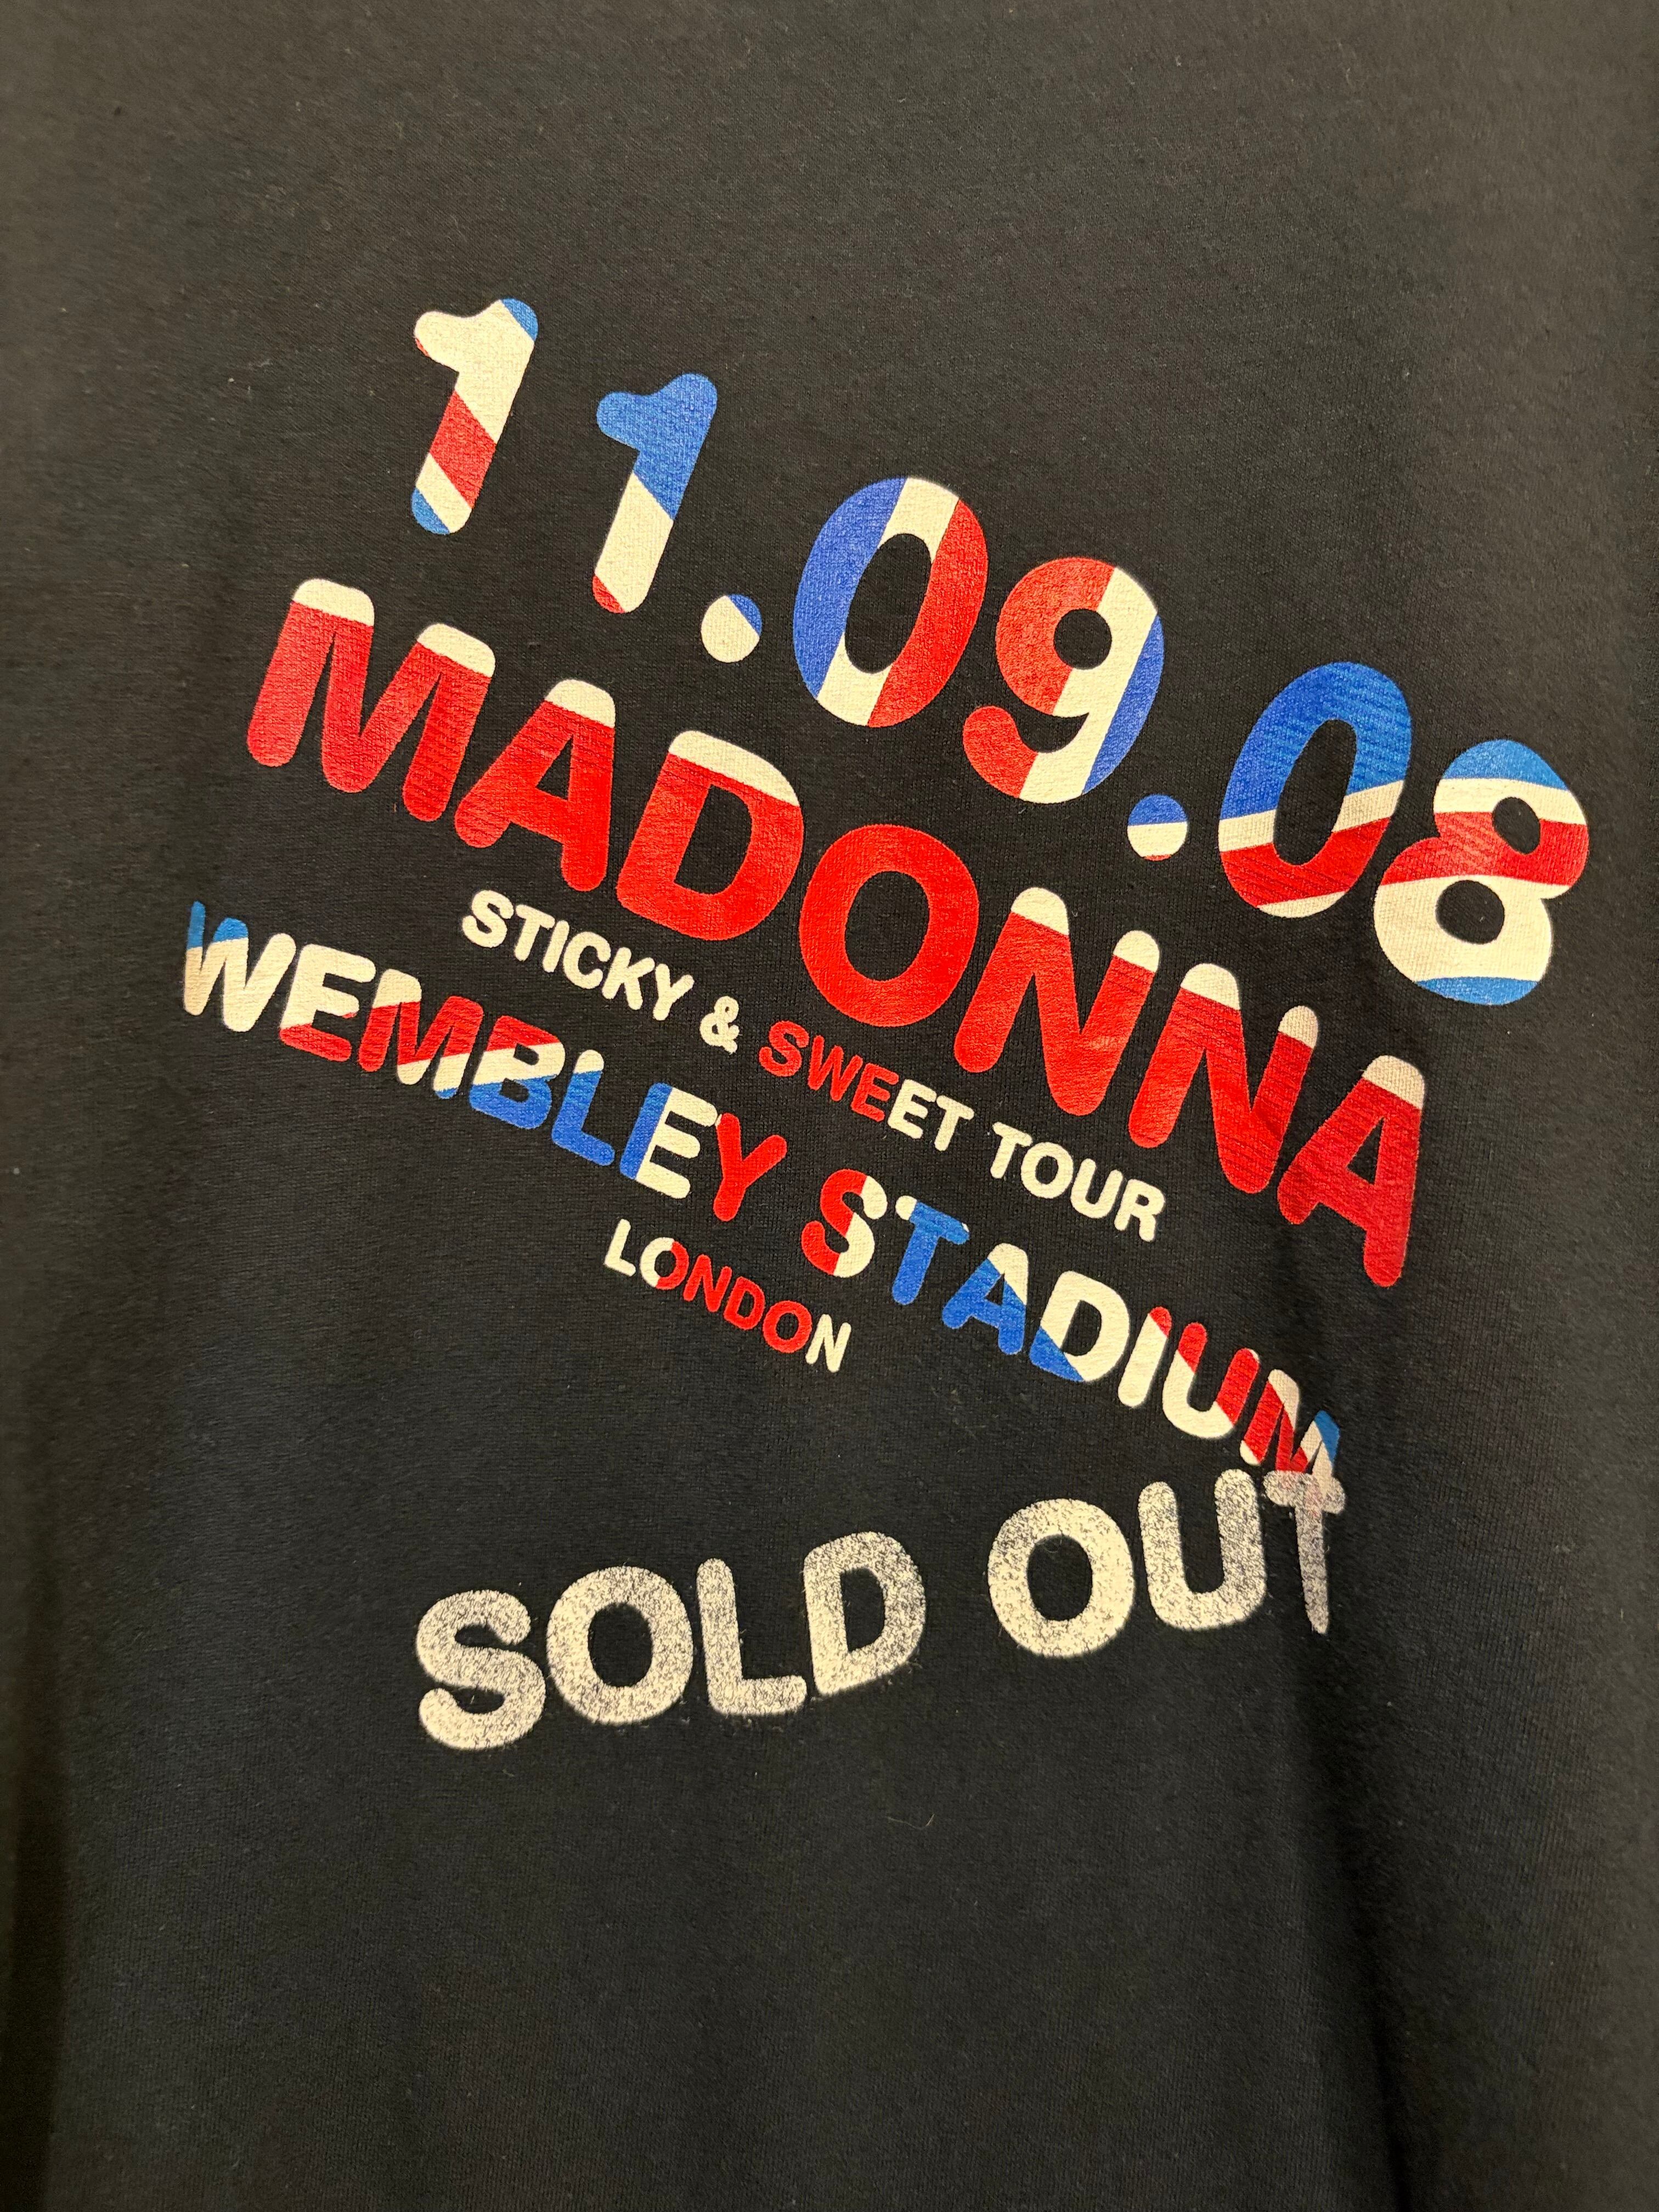 11.09.08
MADONNA
STICKY & SWEET TOUR
WEMBLEY STADIUM
LONDON
SOLD OUT